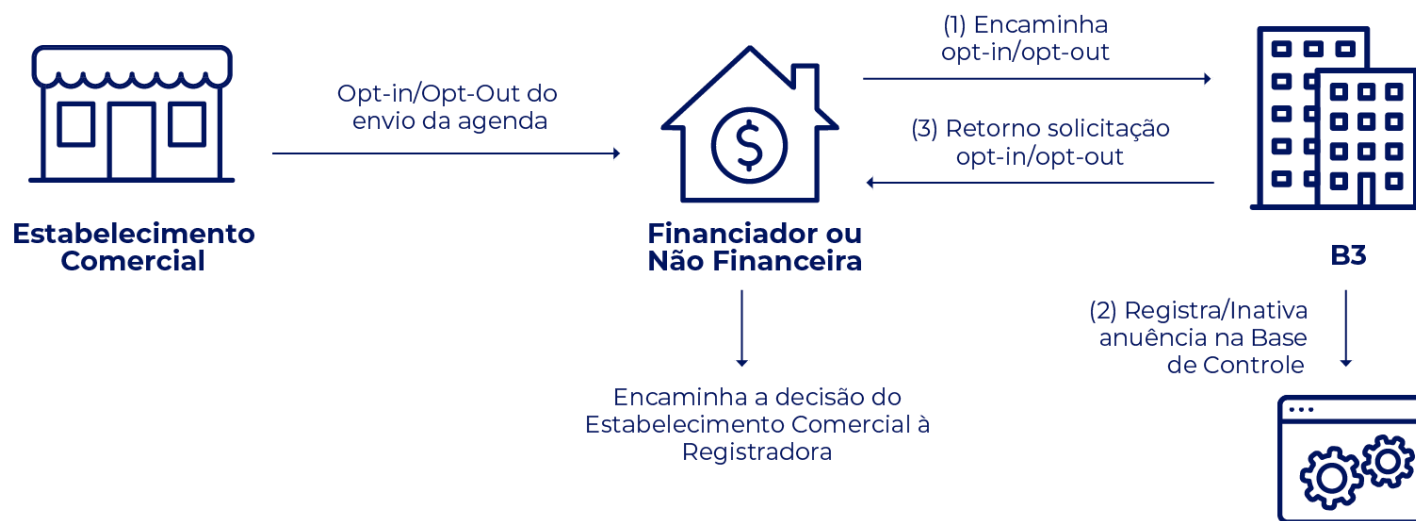 Opt-in/Opt-Out do
envio da agenda
(1) Encaminha
opt-in/opt-out
(3) Retorno solicitação
opt-in/opt-out
Estabelecimento
Comercial
Financiador ou
Não Financeira
B3
(2) Registra/Inativa
anuência na Base
de Controle
Encaminha a decisão do
Estabelecimento Comercial à
Registradora
$